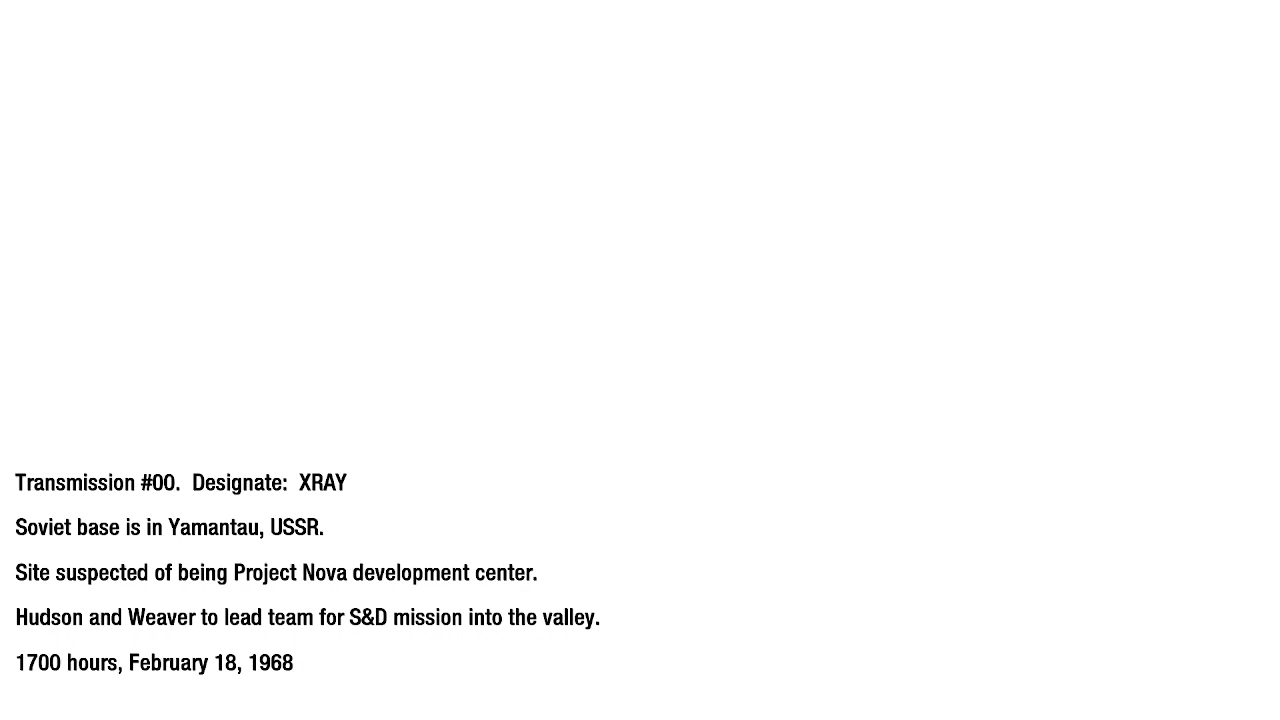 Transmission #00.  Designate:  XRAY
Soviet base is in Yamantau, USSR.
Site suspected of being Project Nova development center.
Hudson and Weaver to lead team for S&D mission into the valley.
1700 hours, February 18, 1968